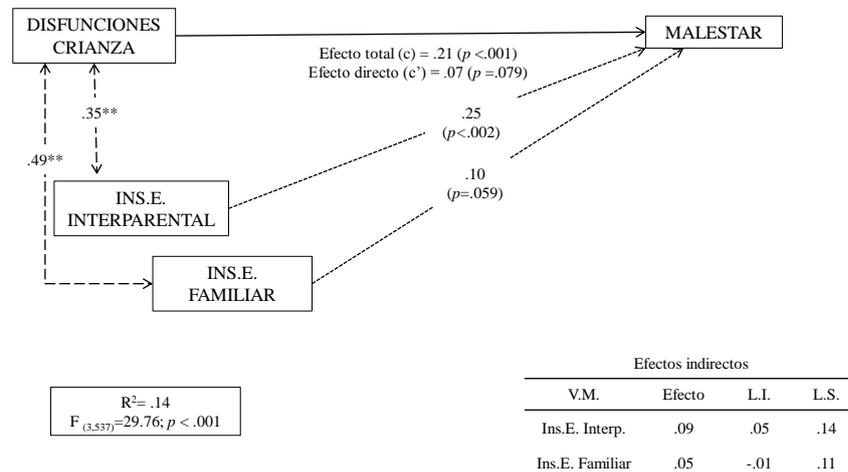 DISFUNCIONES
CRIANZA
MALESTAR
Efecto total (c) = .21 (p <.001)
Efecto directo (c') = .07 (p =.079)
.35**
.25
(p<.002)
.49**
.10
(p=.059)
INS.E.
INTERPARENTAL
INS.E.
FAMILIAR
R²= .14
F (3,537)=29.76; p < .001
Efectos indirectos
V.M. Efecto L.I. L.S.
Ins.E. Interp. .09 .05 .14
Ins.E. Familiar .05 -.01 .11